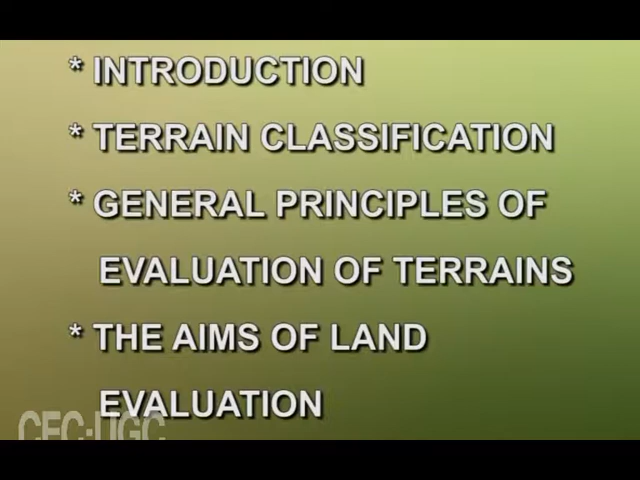 * INTRODUCTION
* TERRAIN CLASSIFICATION
* GENERAL PRINCIPLES OF
EVALUATION OF TERRAINS
* THE AIMS OF LAND
EVALUATION
CEC-UGC